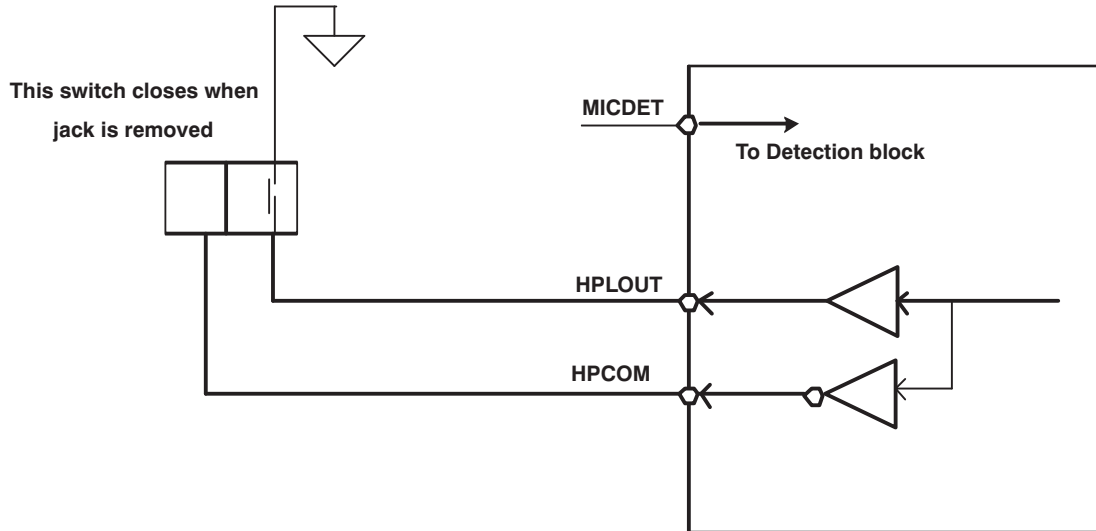 This switch closes when
jack is removed
MICDET
To Detection block
HPLOUT
HPCOM